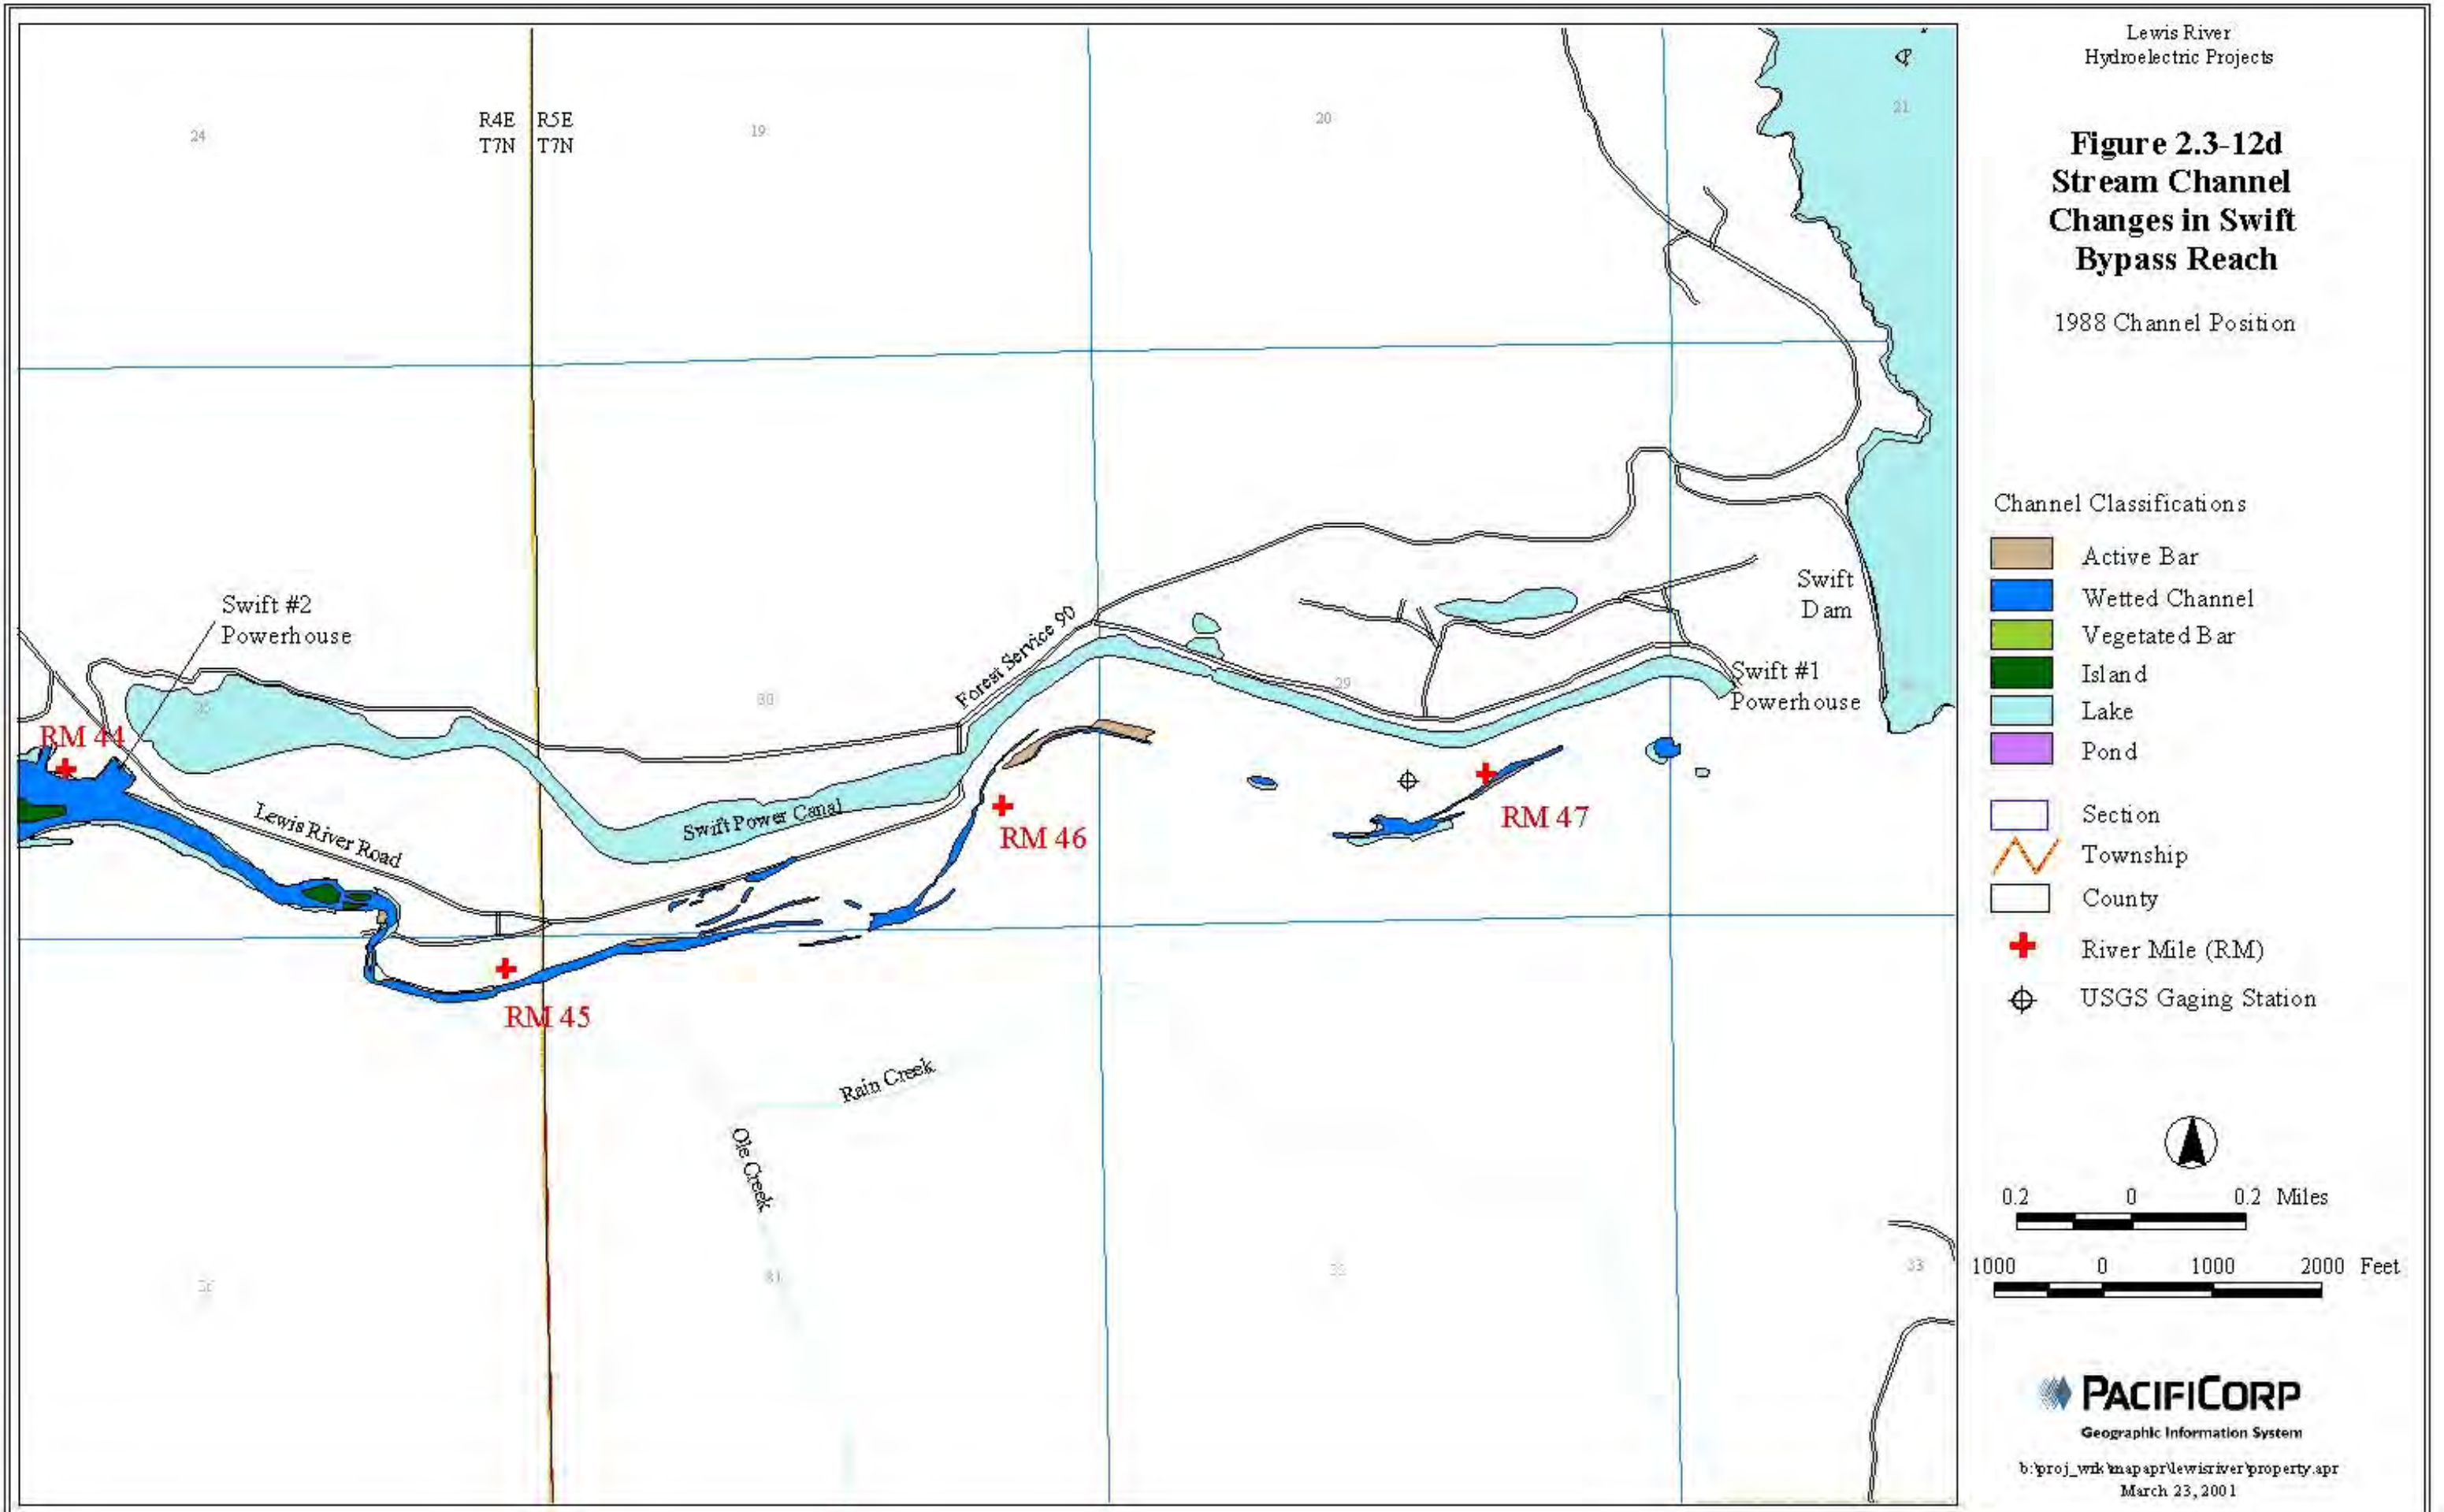 Lewis River
Hydroelectric Projects
Figure 2.3-12d
Stream Channel
Changes in Swift
Bypass Reach
1988 Channel Position
24
R4E
T7N
R5E
T7N
19
20
21
Swift #2
Powerhouse
Forest Service 90
Swift
Dam
Swift #1
Powerhouse
30
29
RM 44
Lewis River Road
Swift Power Canal
RM 46
RM 47
RM 45
Rain Creek
Ole Creek
31
33
Channel Classifications
Active Bar
Wetted Channel
Vegetated Bar
Island
Lake
Pond
Section
Township
County
River Mile (RM)
USGS Gaging Station
0.2 0 0.2 Miles
1000 0 1000 2000 Feet
PACIFICORP
Geographic Information System
b:\proj_wrk\mapapr\lewisriver\property.apr
March 23, 2001